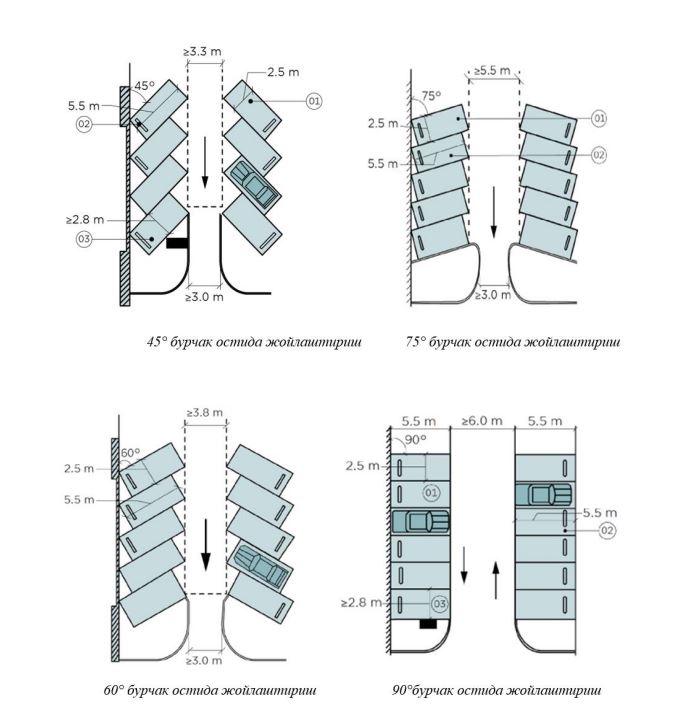 ≥3.3 m
45°
2.5 m
5.5 m
01
02
≥2.8 m
03
≥3.0 m
45° бурчак остида жойлаштириш
≥5.5 m
75°
2.5 m
01
5.5 m
02
≥3.0 m
75° бурчак остида жойлаштириш
≥3.8 m
60°
2.5 m
5.5 m
≥3.0 m
60° бурчак остида жойлаштириш
5.5 m ≥6.0 m 5.5 m
90°
2.5 m
01
5.5 m
02
≥2.8 m
03
90°бурчак остида жойлаштириш